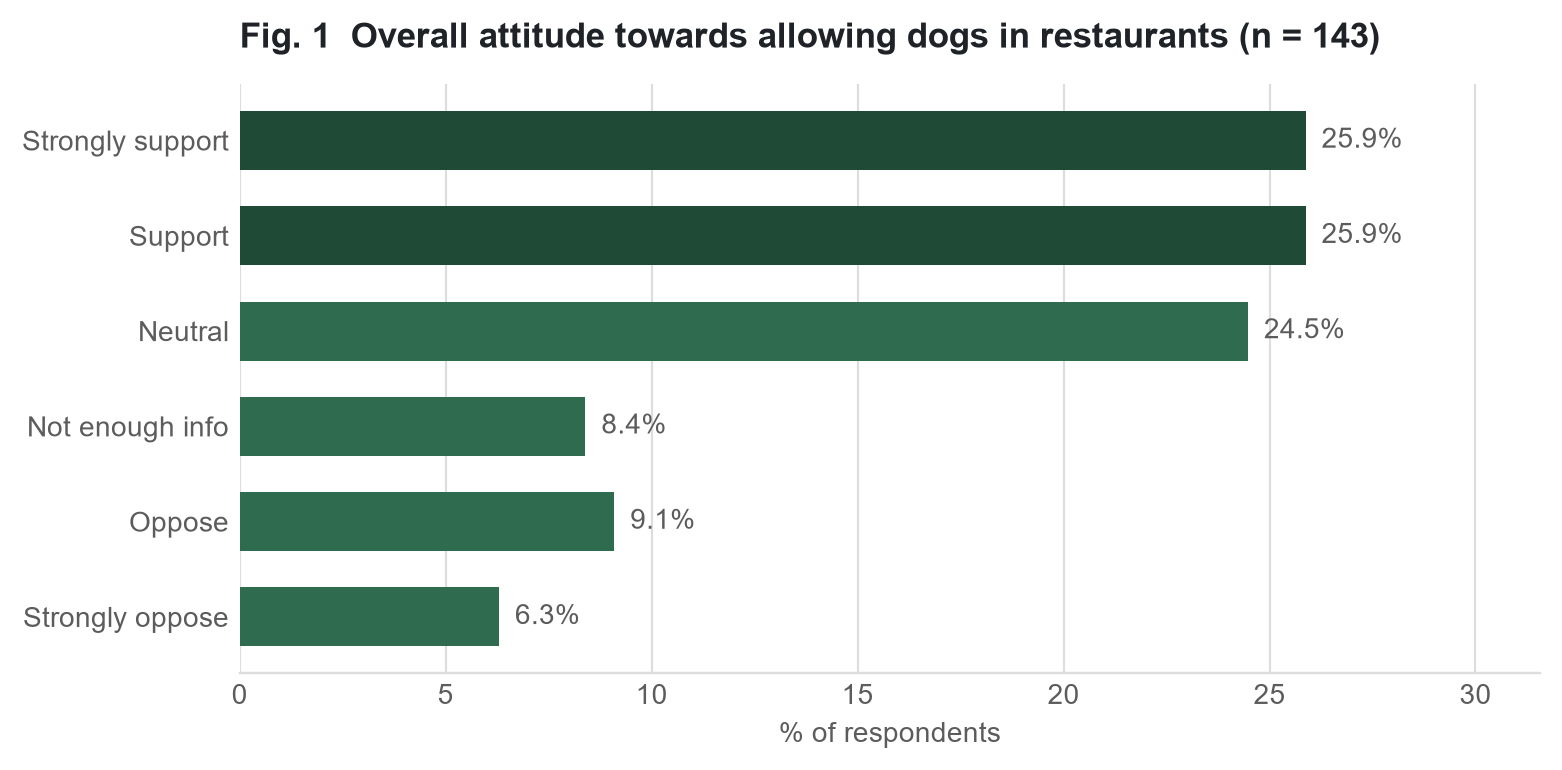 Fig. 1  Overall attitude towards allowing dogs in restaurants (n = 143)
Strongly support 25.9%
Support 25.9%
Neutral 24.5%
Not enough info 8.4%
Oppose 9.1%
Strongly oppose 6.3%
0 5 10 15 20 25 30
% of respondents